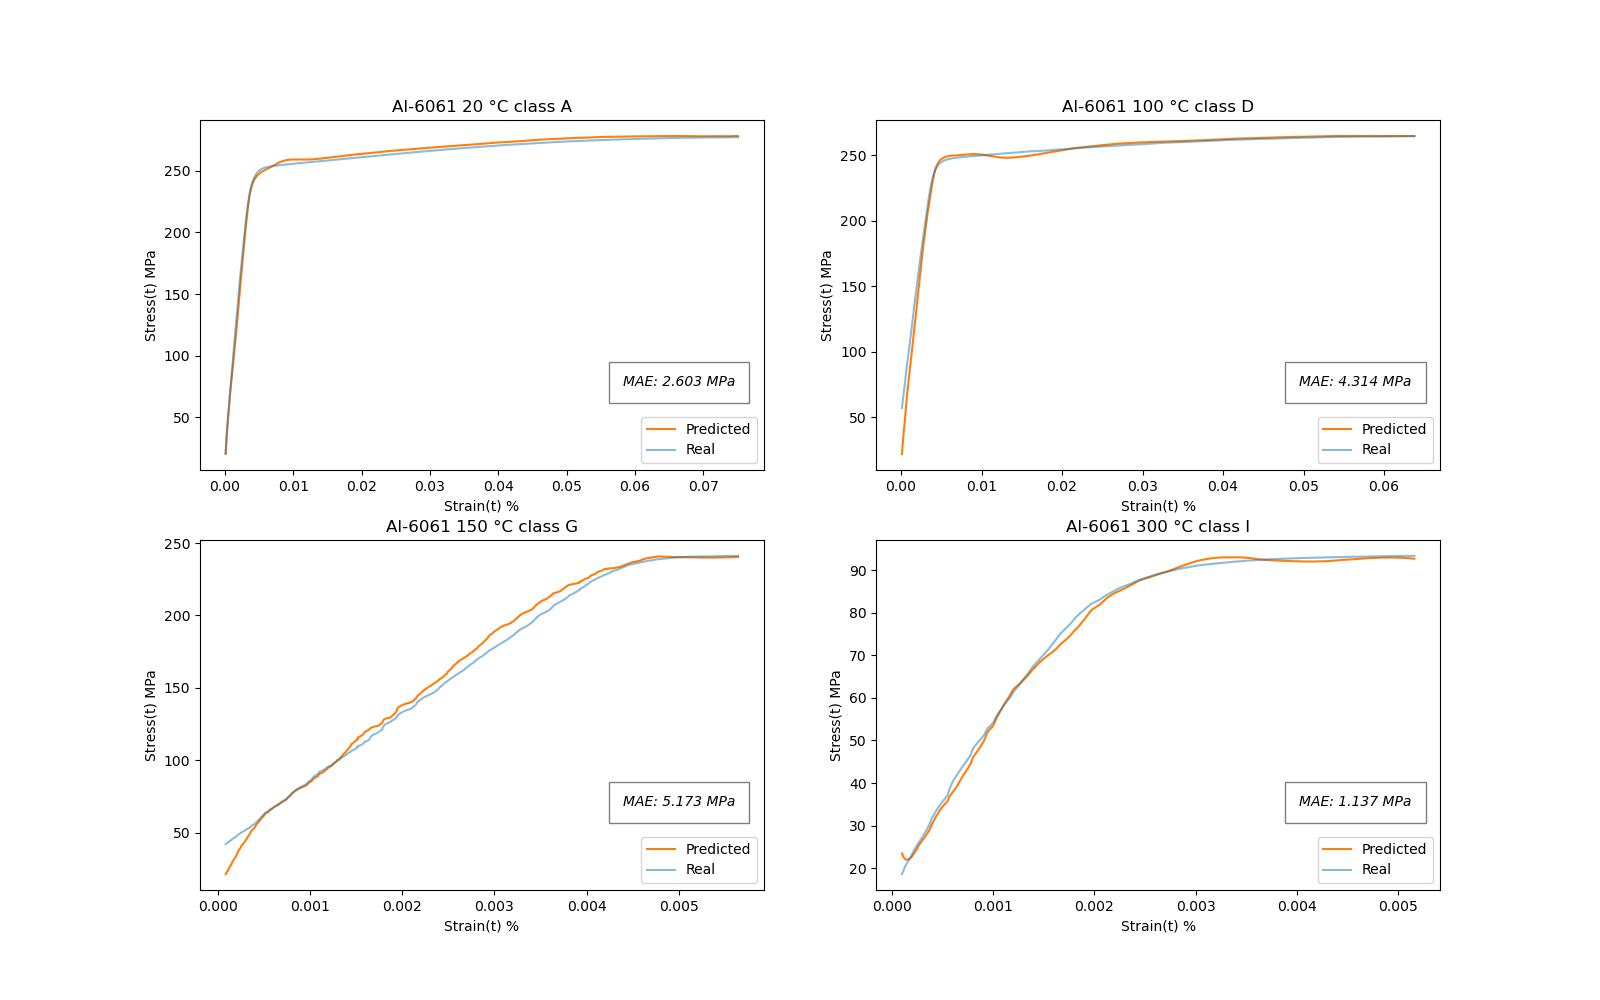 Al-6061 20 °C class A
Stress(t) MPa
250
200
150
100
50
MAE: 2.603 MPa
Predicted
Real
0.00 0.01 0.02 0.03 0.04 0.05 0.06 0.07
Strain(t) %
Al-6061 100 °C class D
Stress(t) MPa
250
200
150
100
50
MAE: 4.314 MPa
Predicted
Real
0.00 0.01 0.02 0.03 0.04 0.05 0.06
Strain(t) %
Al-6061 150 °C class G
Stress(t) MPa
250
200
150
100
50
MAE: 5.173 MPa
Predicted
Real
0.000 0.001 0.002 0.003 0.004 0.005
Strain(t) %
Al-6061 300 °C class I
Stress(t) MPa
90
80
70
60
50
40
30
20
MAE: 1.137 MPa
Predicted
Real
0.000 0.001 0.002 0.003 0.004 0.005
Strain(t) %